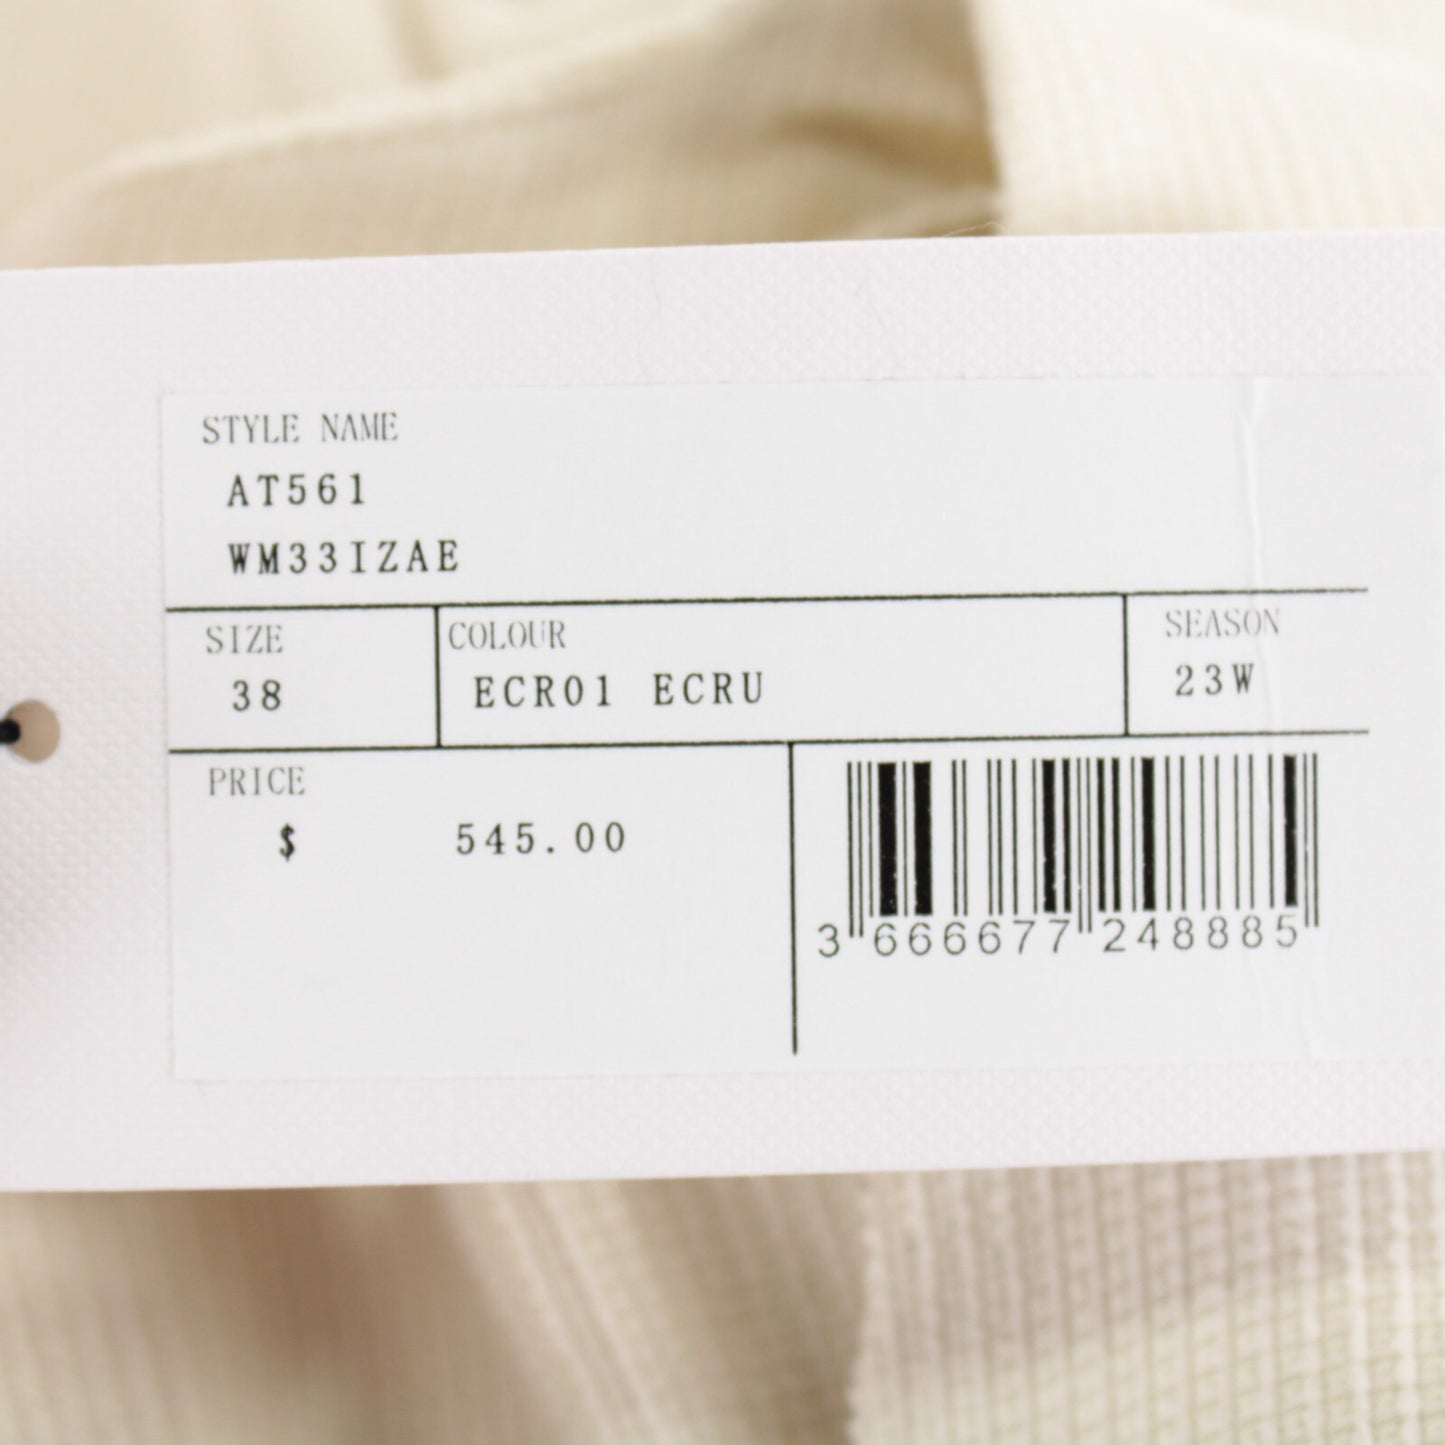 STYLE NAME
AT561
WM33IZAE
SIZE
38
COLOUR
ECR01 ECRU
SEASON
23W
PRICE
$ 545.00
3 666677 248885